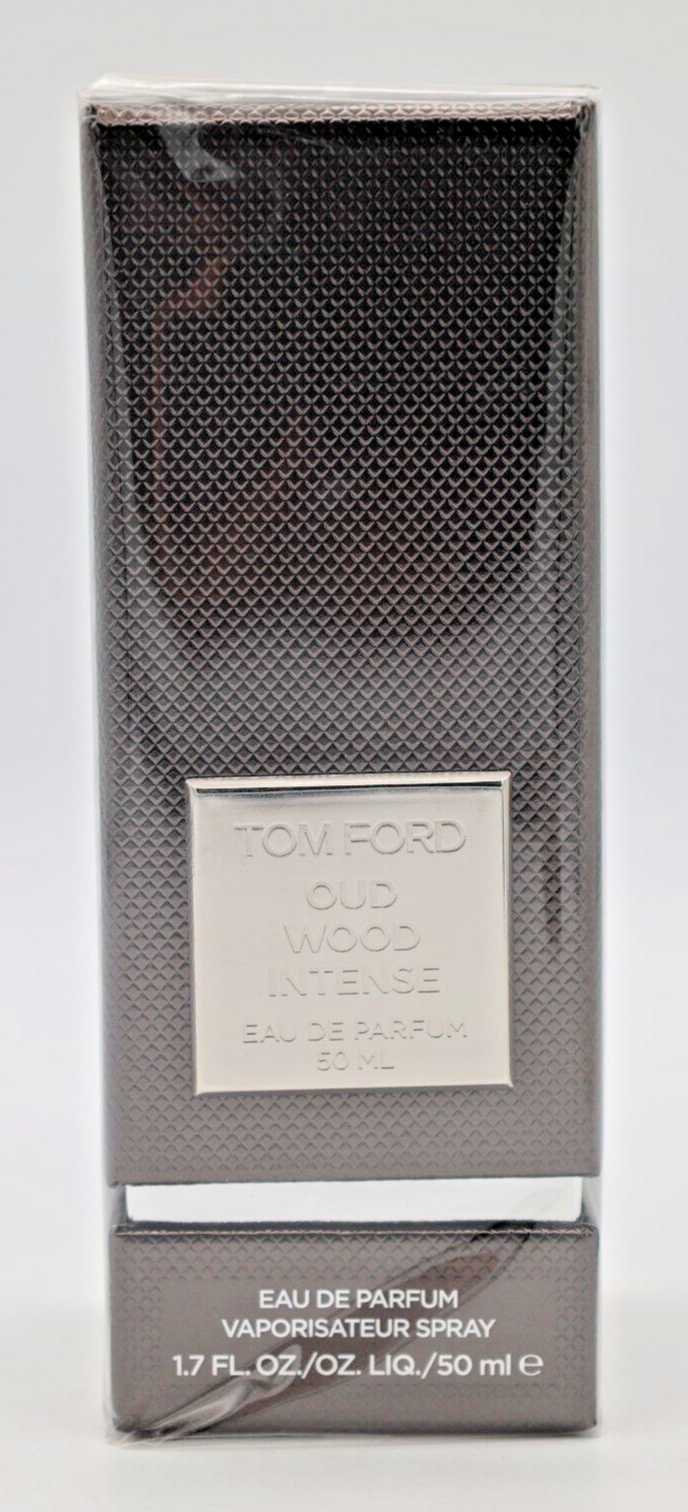 TOM FORD
OUD
WOOD
INTENSE
EAU DE PARFUM
50 ML
EAU DE PARFUM
VAPORISATEUR SPRAY
1.7 FL. OZ./OZ. LIQ./50 ml ℮